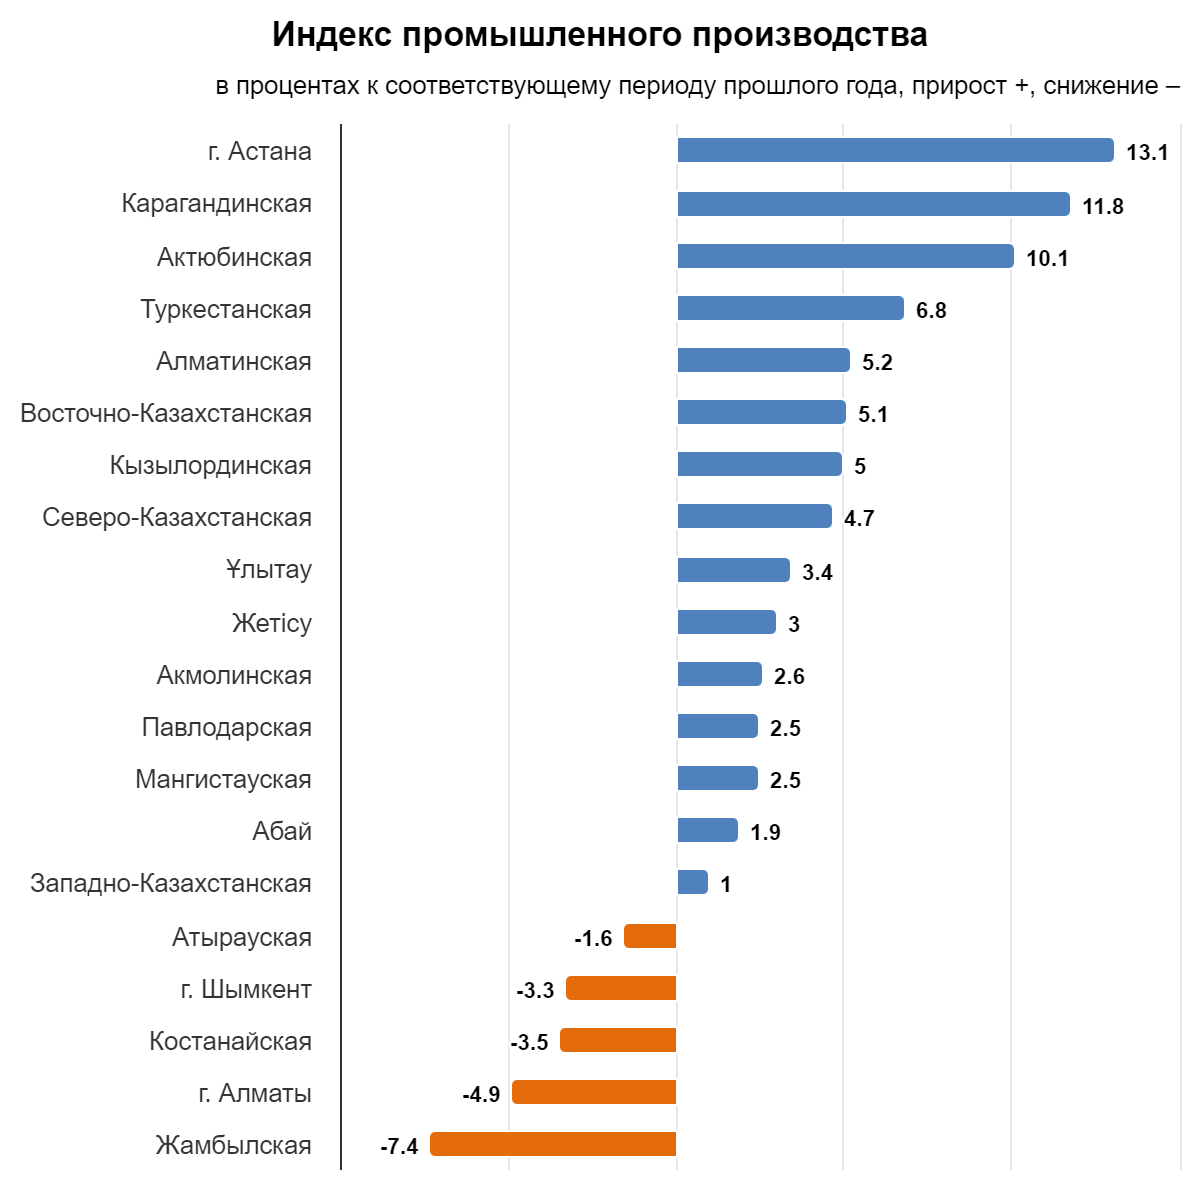 Индекс промышленного производства
в процентах к соответствующему периоду прошлого года, прирост +, снижение –
г. Астана 13.1
Карагандинская 11.8
Актюбинская 10.1
Туркестанская 6.8
Алматинская 5.2
Восточно-Казахстанская 5.1
Кызылординская 5
Северо-Казахстанская 4.7
Ұлытау 3.4
Жетісу 3
Акмолинская 2.6
Павлодарская 2.5
Мангистауская 2.5
Абай 1.9
Западно-Казахстанская 1
Атырауская -1.6
г. Шымкент -3.3
Костанайская -3.5
г. Алматы -4.9
Жамбылская -7.4